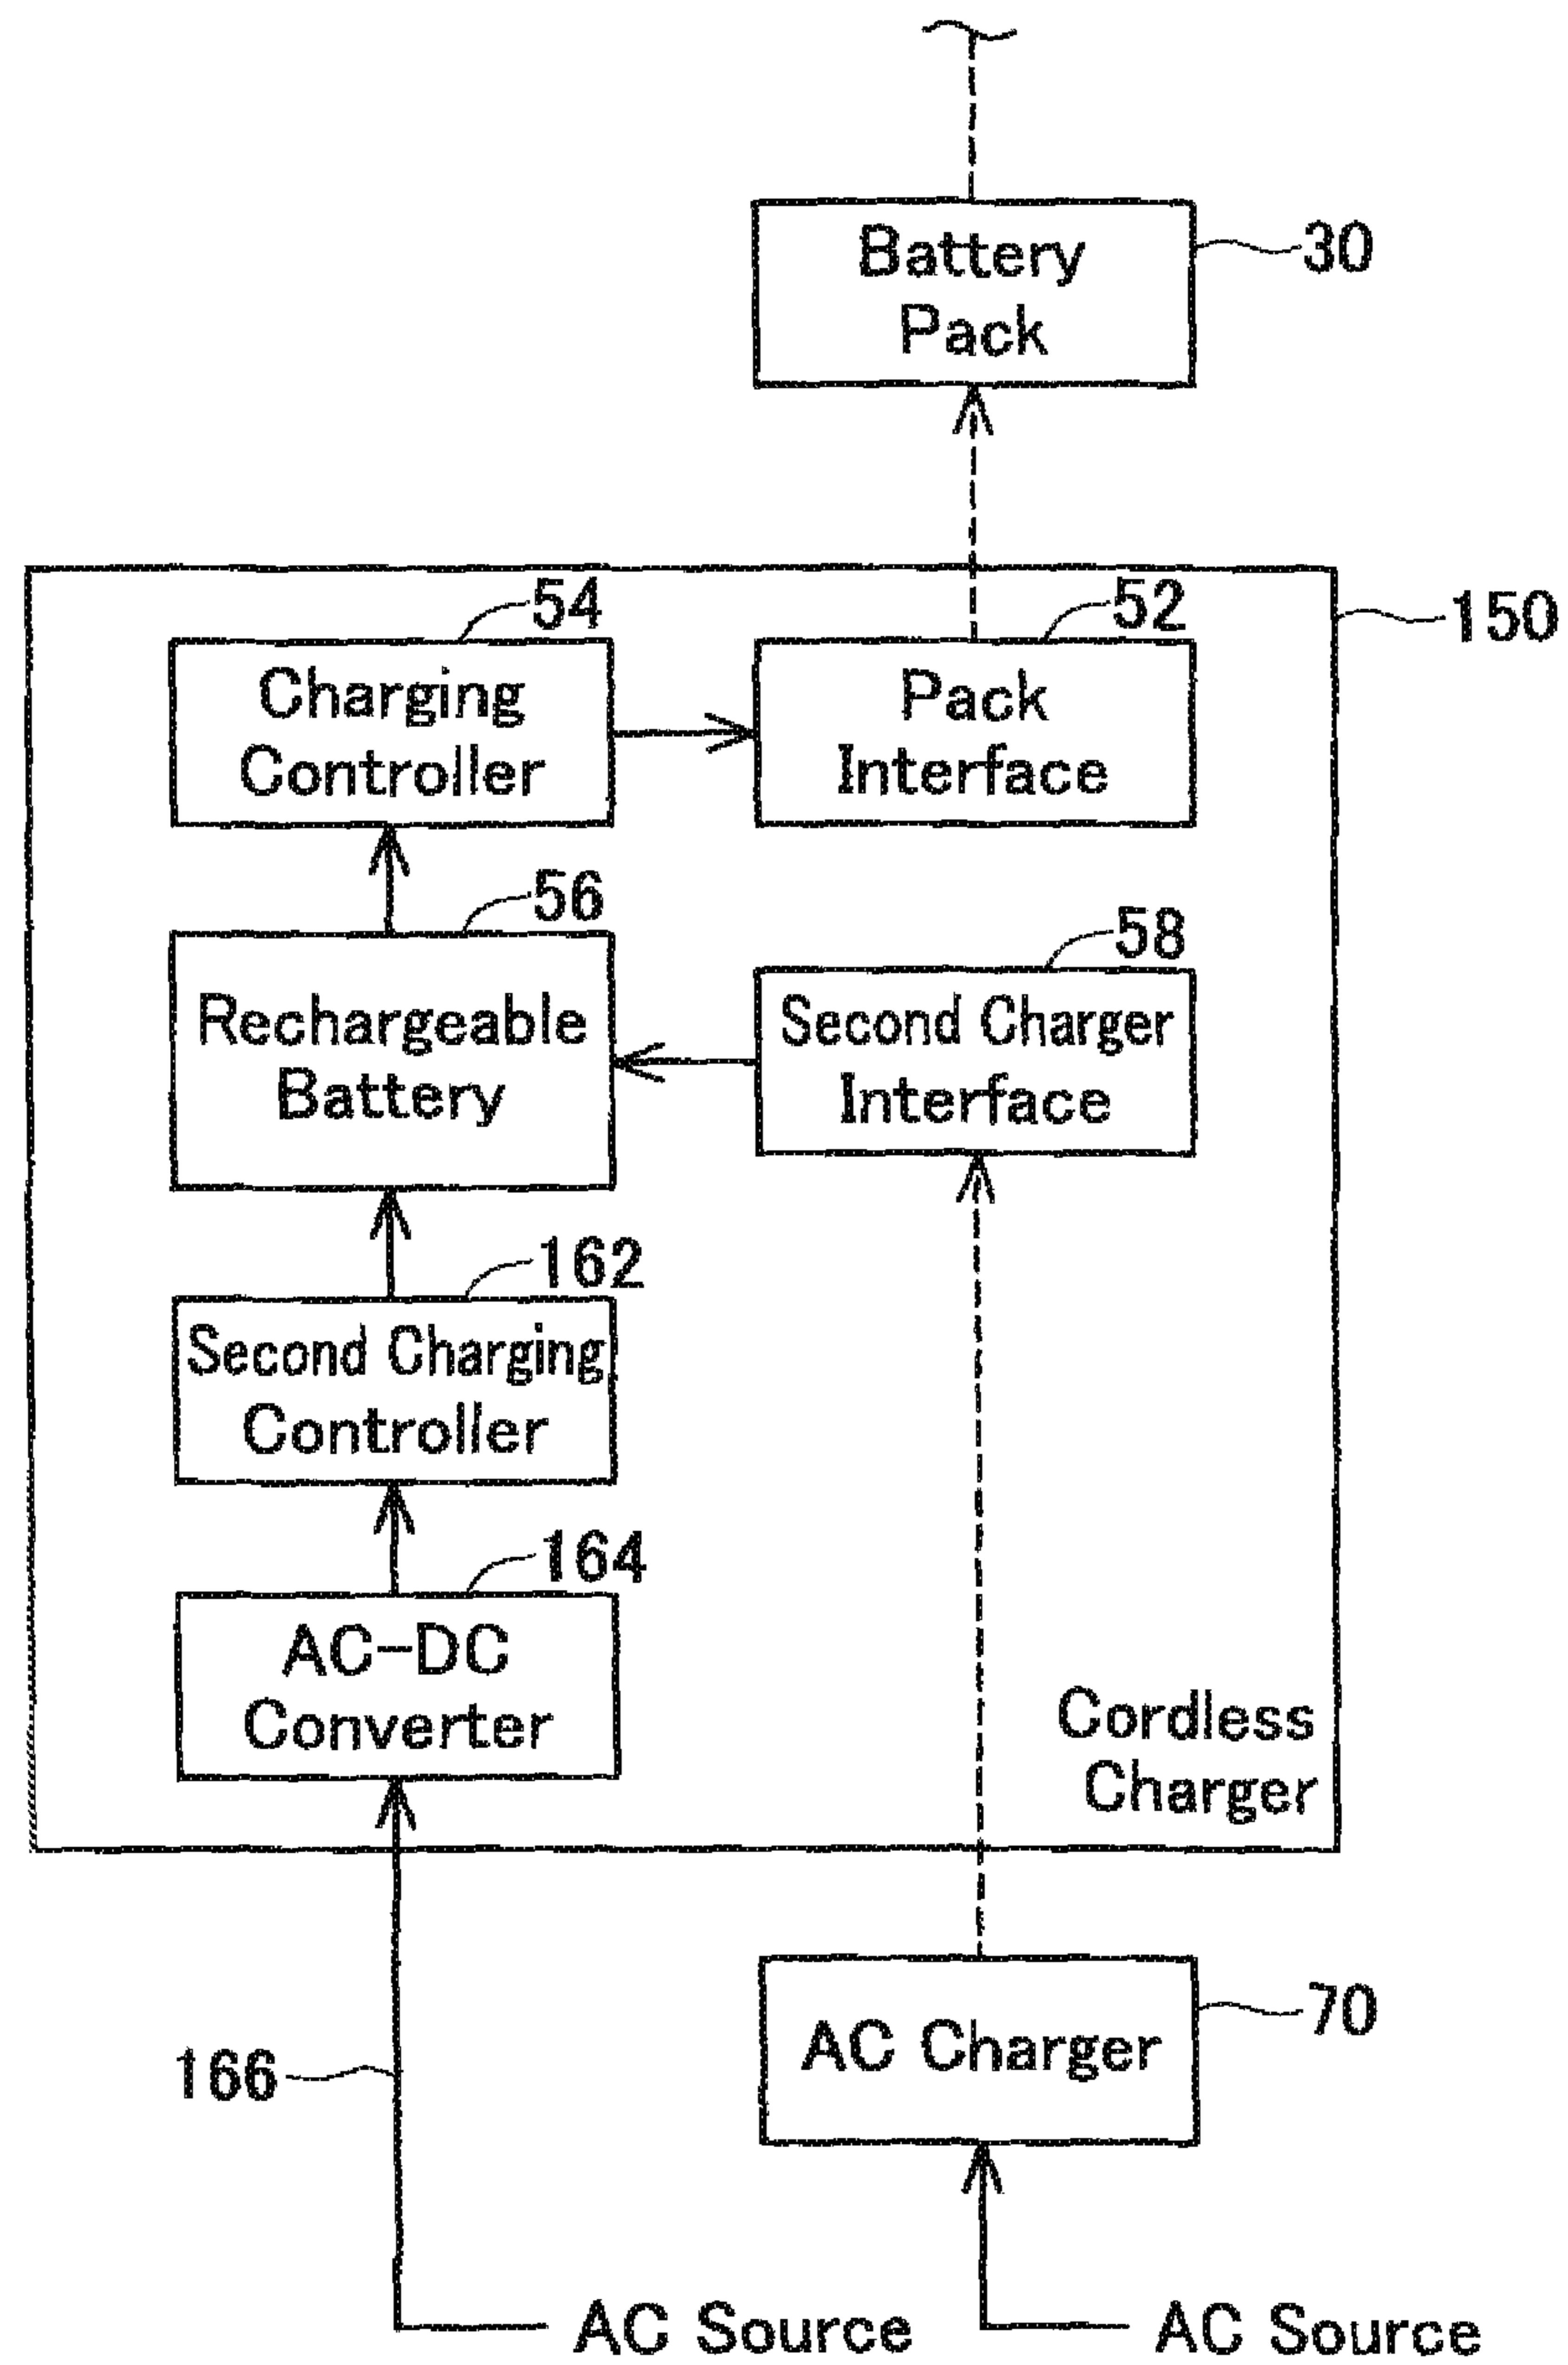 Battery
Pack
30
54
52
150
Charging
Controller
Pack
Interface
56
58
Rechargeable
Battery
Second Charger
Interface
162
Second Charging
Controller
164
AC-DC
Converter
Cordless
Charger
70
AC Charger
166
AC Source
AC Source